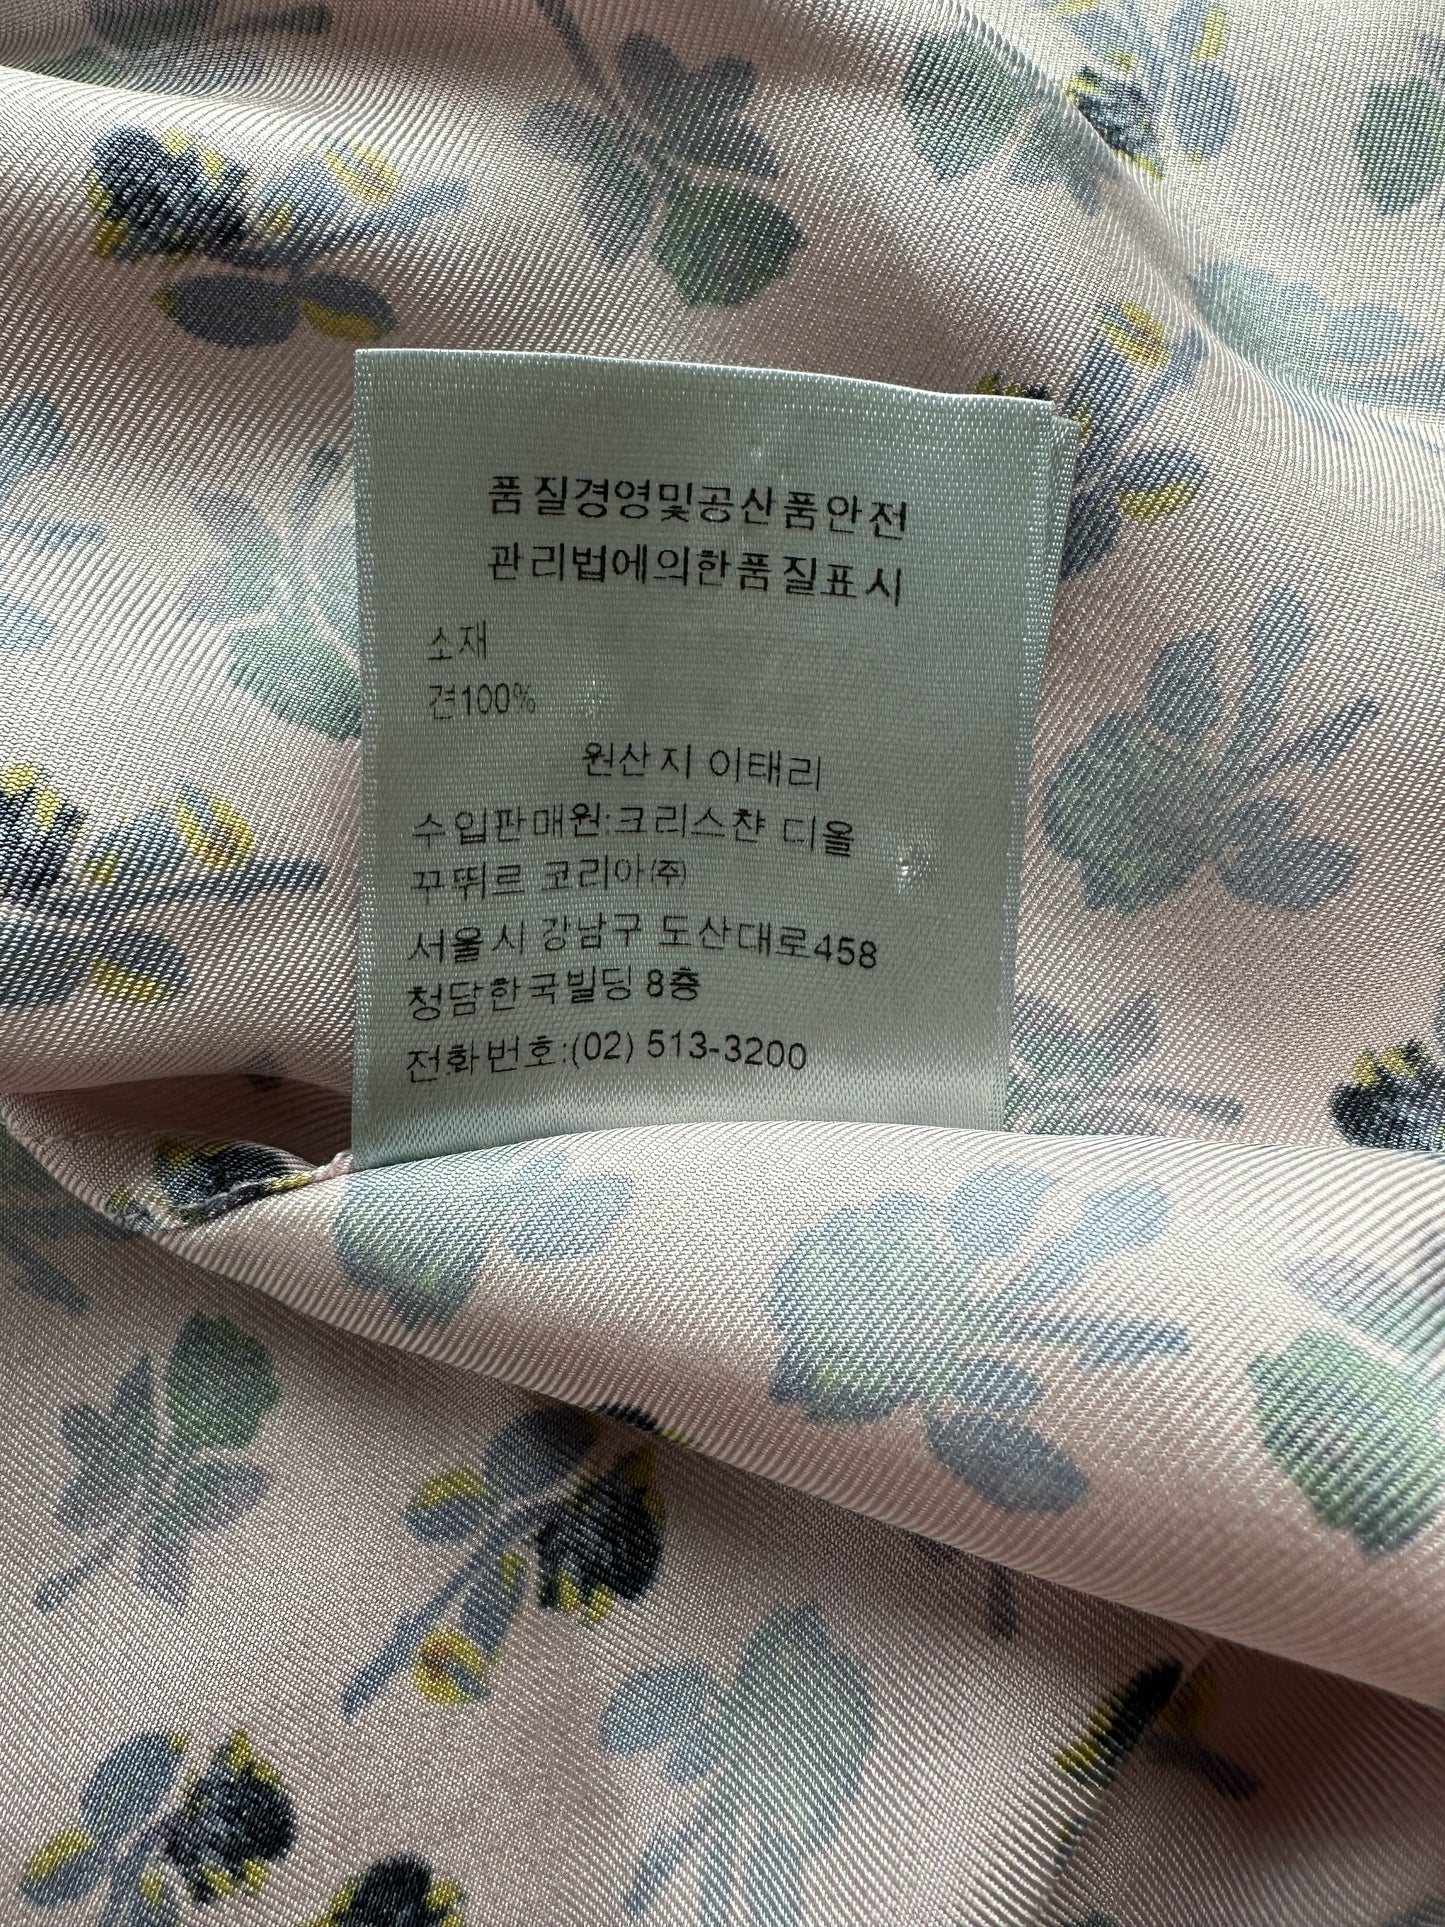 품질경영및공산품안전
관리법에의한품질표시
소재
견100%
원산지 이태리
수입판매원:크리스챤 디올
꾸뛰르 코리아㈜
서울시 강남구 도산대로458
청담한국빌딩 8층
전화번호:(02) 513-3200